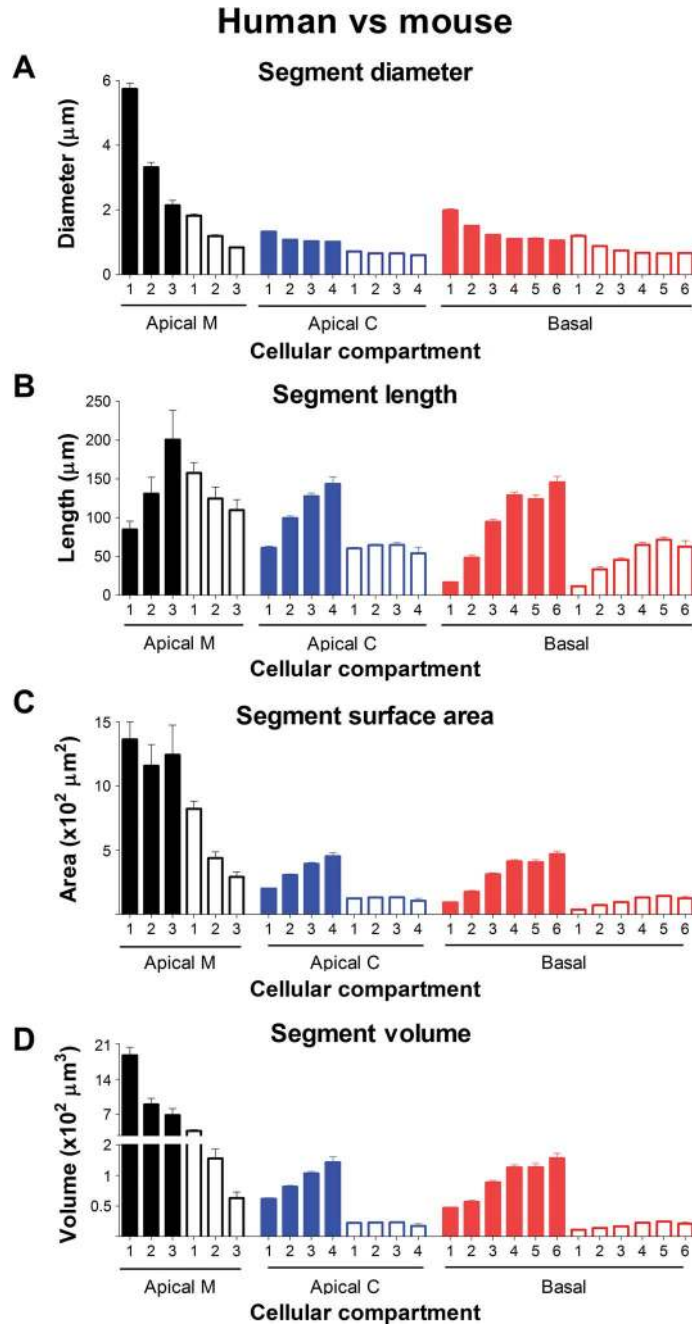 Human vs mouse
A
Segment diameter
Diameter (μm)
6
4
2
0
1 2 3 1 2 3 1 2 3 4 1 2 3 4 1 2 3 4 5 6 1 2 3 4 5 6
Apical M Apical C Basal
Cellular compartment
B
Segment length
Length (μm)
250
200
150
100
50
0
1 2 3 1 2 3 1 2 3 4 1 2 3 4 1 2 3 4 5 6 1 2 3 4 5 6
Apical M Apical C Basal
Cellular compartment
C
Segment surface area
Area (x10² μm²)
15
10
5
1 2 3 1 2 3 1 2 3 4 1 2 3 4 1 2 3 4 5 6 1 2 3 4 5 6
Apical M Apical C Basal
Cellular compartment
D
Segment volume
Volume (x10² μm³)
21
14
7
2
1
0.5
1 2 3 1 2 3 1 2 3 4 1 2 3 4 1 2 3 4 5 6 1 2 3 4 5 6
Apical M Apical C Basal
Cellular compartment